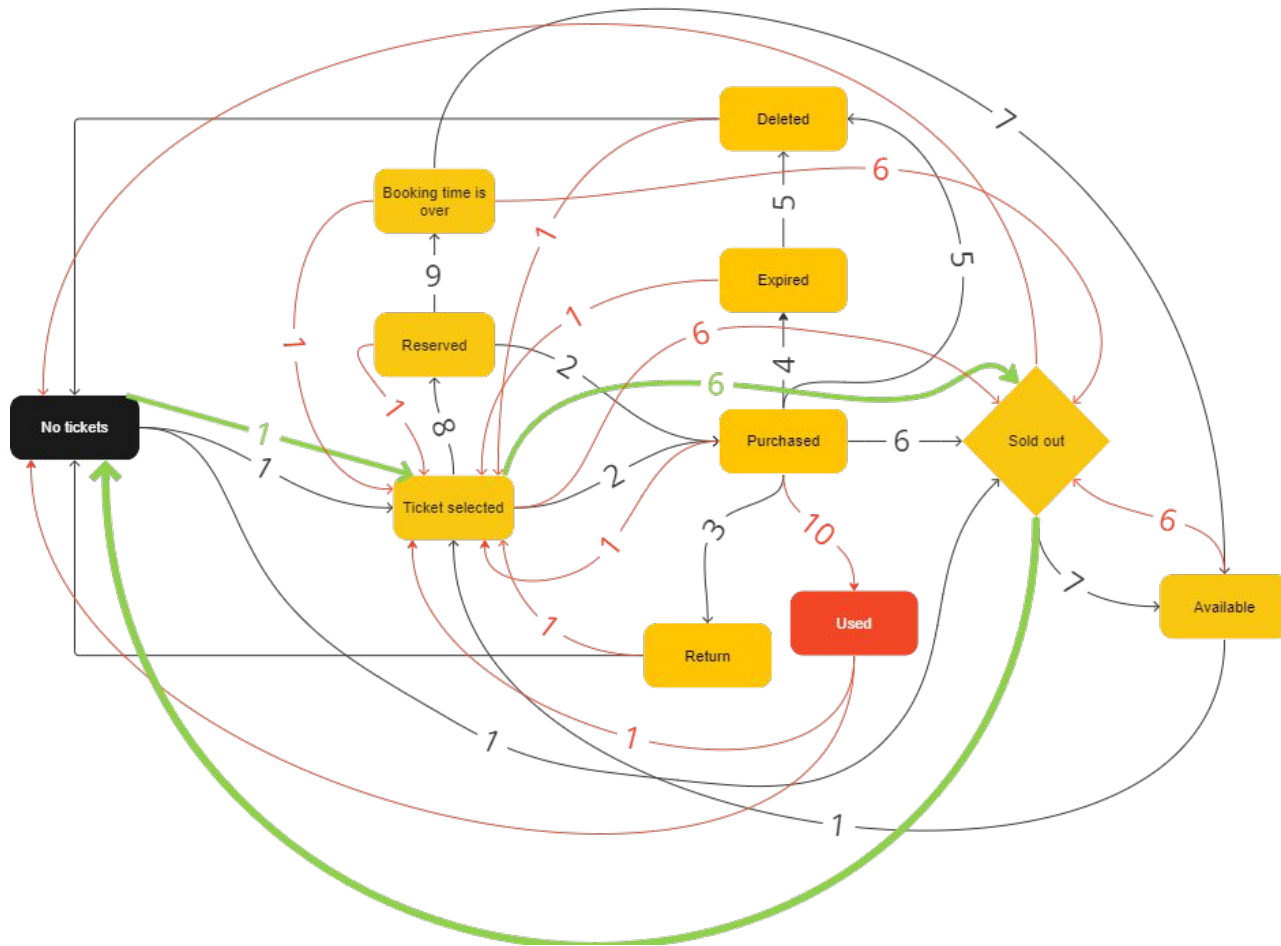 7
Deleted
6
Booking time is
over
5
1
5
9
Expired
1
1
6
Reserved
2
4
6
1
No tickets
1
8
Purchased
6
Sold out
1
2
Ticket selected
3
10
6
1
7
Available
Used
1
Return
1
1
1